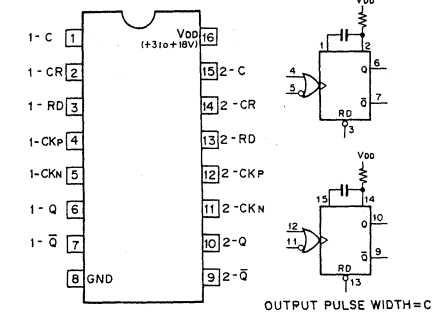 1-C 1
1-CR 2
1-RD 3
1-CKP 4
1-CKN 5
1-Q 6
1-Q̅ 7
8 GND
VDD 16
(+3 to +18V)
15 2-C
14 2-CR
13 2-RD
12 2-CKP
11 2-CKN
10 2-Q
9 2-Q̅
VDD
1 2
4
5
Q 6
Q̅ 7
RD
3
VDD
15 14
12
11
Q 10
Q̅ 9
RD
13
OUTPUT PULSE WIDTH=C